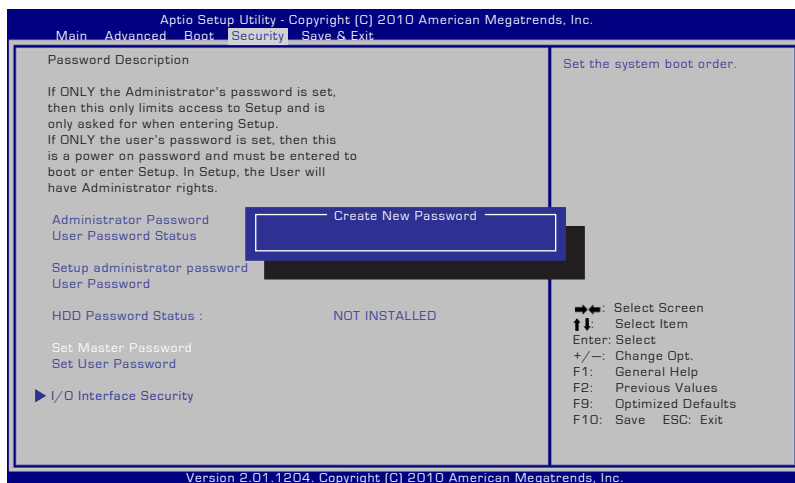 Aptio Setup Utility - Copyright (C) 2010 American Megatrends, Inc.
Main Advanced Boot Security Save & Exit
Password Description
If ONLY the Administrator's password is set,
then this only limits access to Setup and is
only asked for when entering Setup.
If ONLY the user's password is set, then this
is a power on password and must be entered to
boot or enter Setup. In Setup, the User will
have Administrator rights.
Administrator Password
User Password Status
Create New Password
Setup administrator password
User Password
HDD Password Status : NOT INSTALLED
Set Master Password
Set User Password
I/O Interface Security
Set the system boot order.
→←: Select Screen
↑↓: Select Item
Enter: Select
+/—: Change Opt.
F1: General Help
F2: Previous Values
F9: Optimized Defaults
F10: Save ESC: Exit
Version 2.01.1204. Copyright (C) 2010 American Megatrends, Inc.